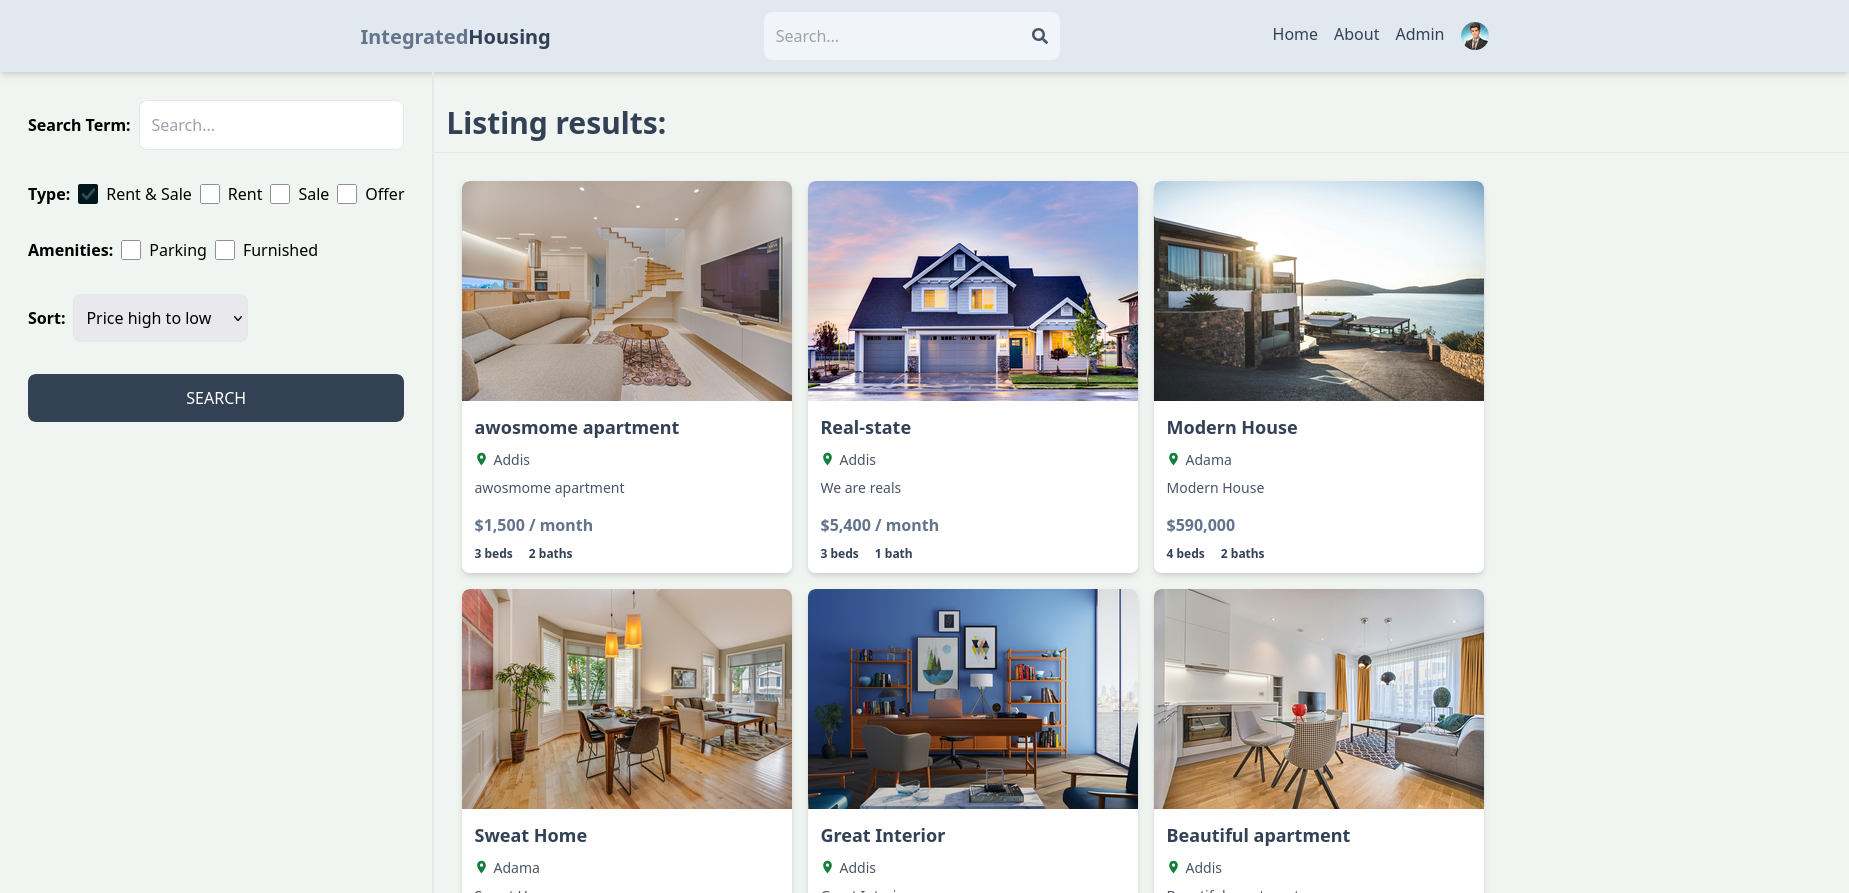 IntegratedHousing
Search...
Home About Admin
Search Term: Search...
Type: Rent & Sale Rent Sale Offer
Amenities: Parking Furnished
Sort: Price high to low
SEARCH
Listing results:
awosmome apartment
Addis
awosmome apartment
$1,500 / month
3 beds 2 baths
Real-state
Addis
We are reals
$5,400 / month
3 beds 1 bath
Modern House
Adama
Modern House
$590,000
4 beds 2 baths
Sweat Home
Adama
Great Interior
Addis
Beautiful apartment
Addis